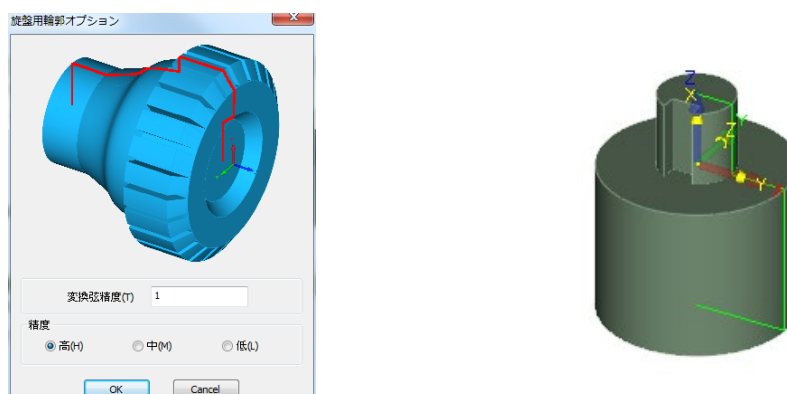 旋盤用輪郭オプション
変換弦精度(T) 1
精度
高(H) 中(M) 低(L)
OK Cancel
Z
X
Y
Z
Y